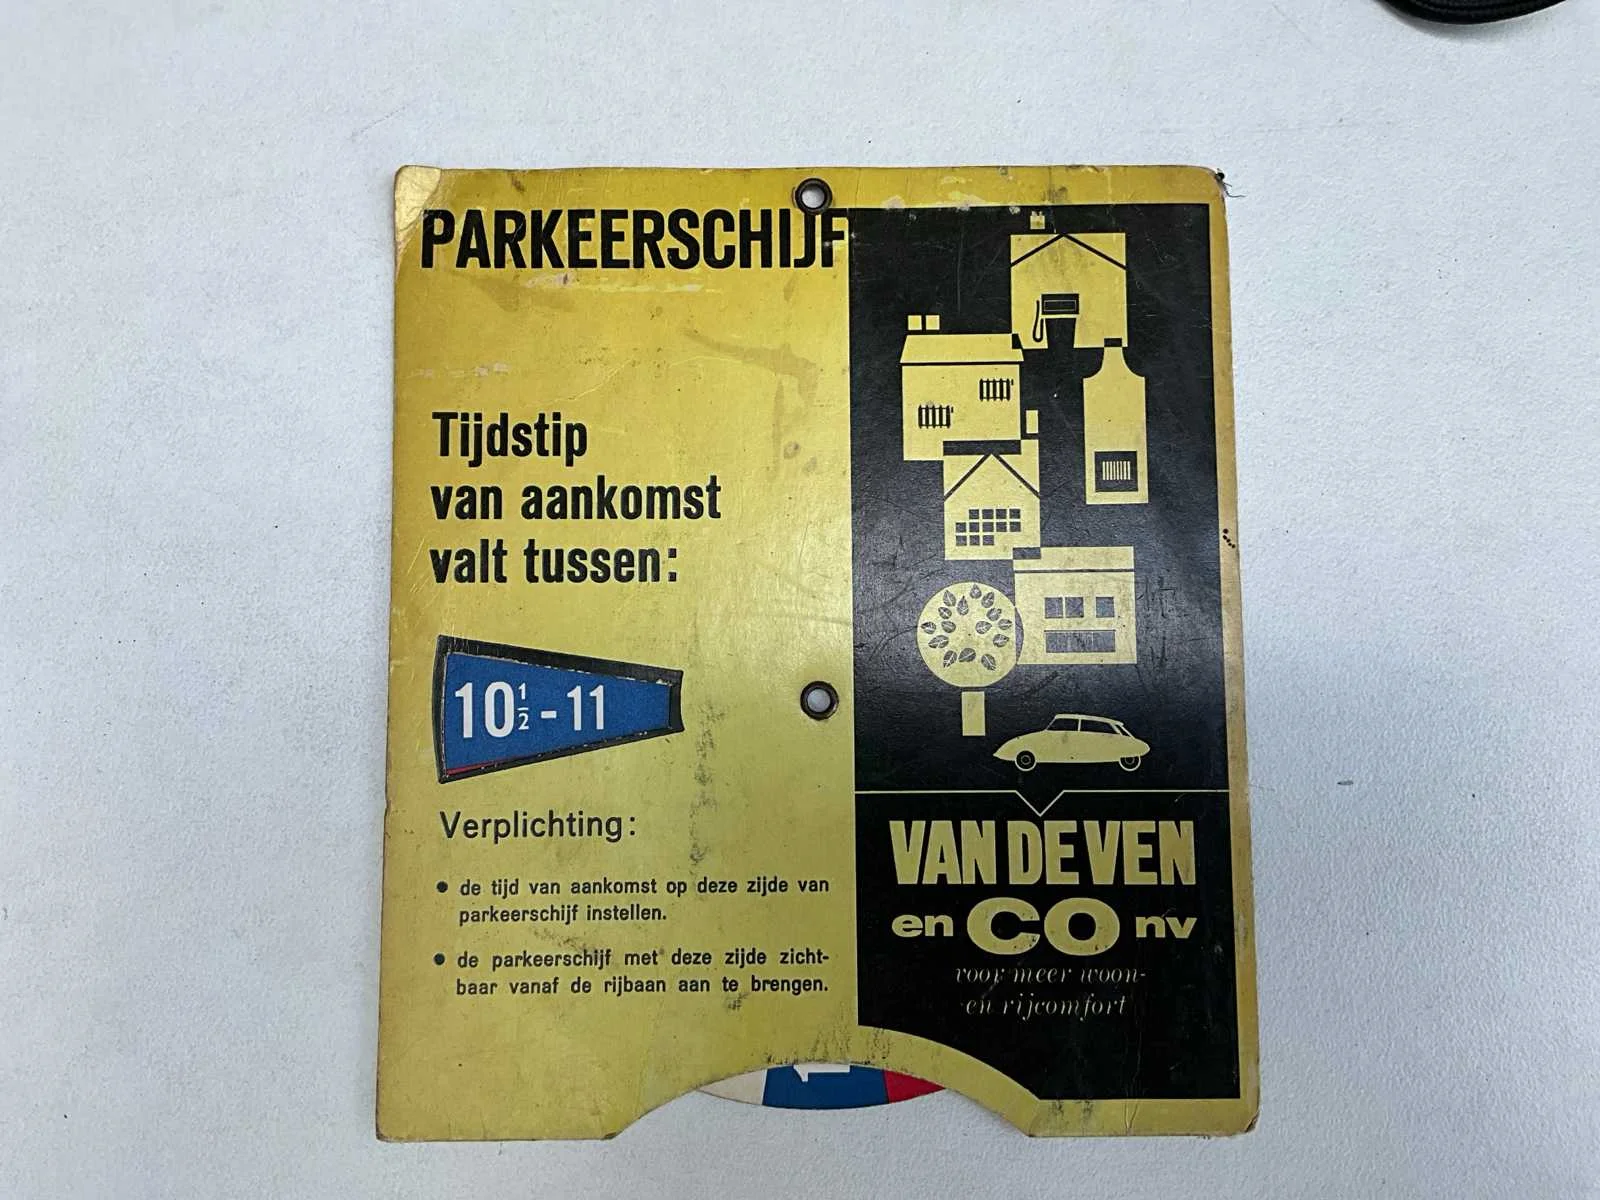 PARKEERSCHIJF
Tijdstip
van aankomst
valt tussen:
10½ - 11
Verplichting:
• de tijd van aankomst op deze zijde van
parkeerschijf instellen.
• de parkeerschijf met deze zijde zicht-
baar vanaf de rijbaan aan te brengen.
VAN DE VEN
en CO nv
voor meer woon-
en rijcomfort